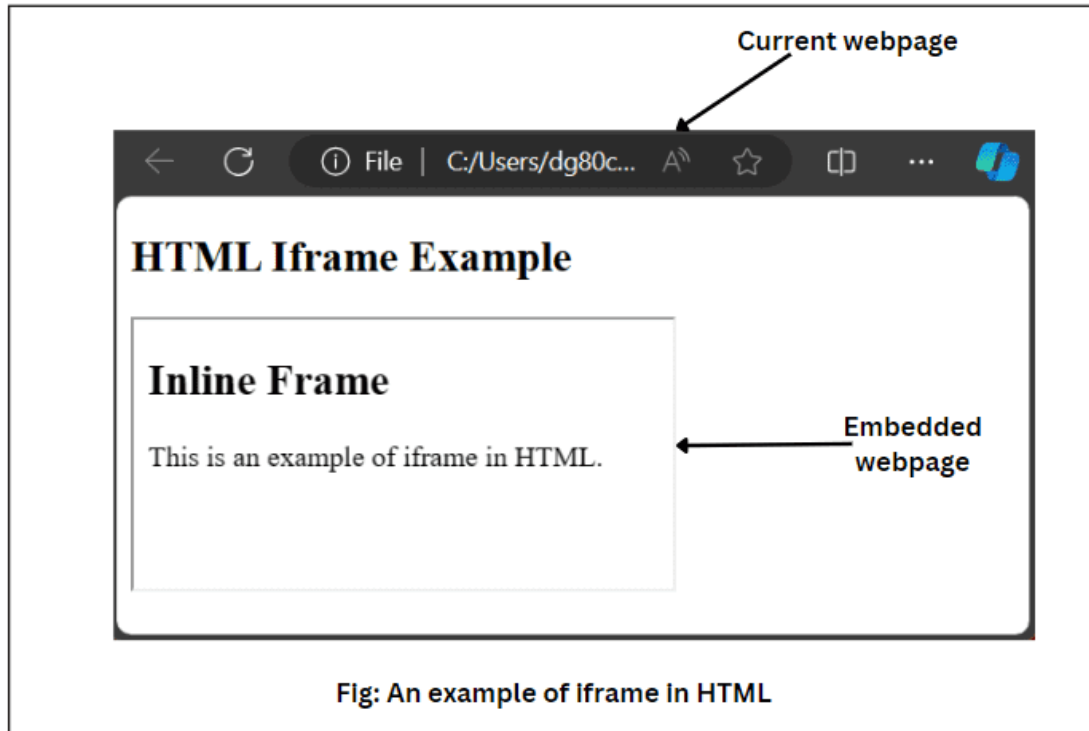 Current webpage
File | C:/Users/dg80c... A
HTML Iframe Example
Inline Frame
This is an example of iframe in HTML.
Embedded
webpage
Fig: An example of iframe in HTML